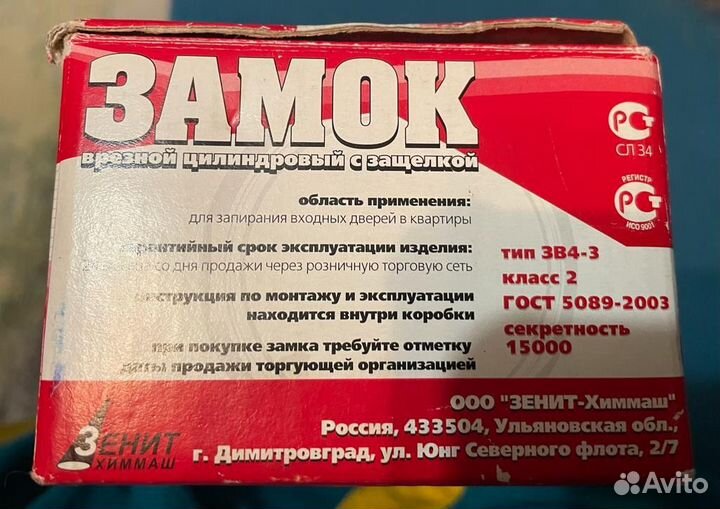 ЗАМОК
врезной цилиндровый с защелкой
РСТ
СЛ 34
область применения:
для запирания входных дверей в квартиры
РЕГИСТР
РСТ
ИСО 9001
гарантийный срок эксплуатации изделия:
со дня продажи через розничную торговую сеть
тип ЗВ4-3
класс 2
инструкция по монтажу и эксплуатации
находится внутри коробки
ГОСТ 5089-2003
секретность
15000
при покупке замка требуйте отметку
даты продажи торгующей организацией
ООО "ЗЕНИТ-Химмаш"
Россия, 433504, Ульяновская обл.,
г. Димитровград, ул. Юнг Северного флота, 2/7
ЗЕНИТ
ХИММАШ
Avito